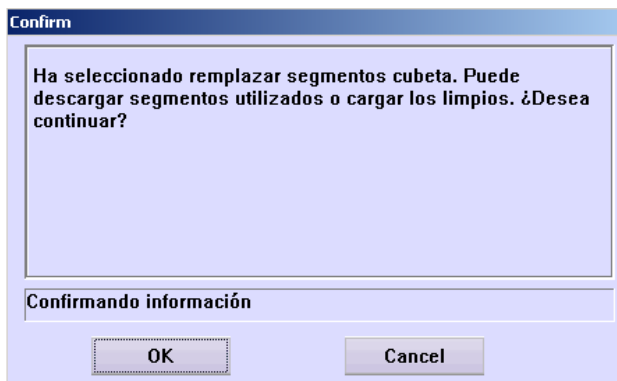 Confirm
Ha seleccionado remplazar segmentos cubeta. Puede
descargar segmentos utilizados o cargar los limpios. ¿Desea
continuar?
Confirmando información
OK
Cancel